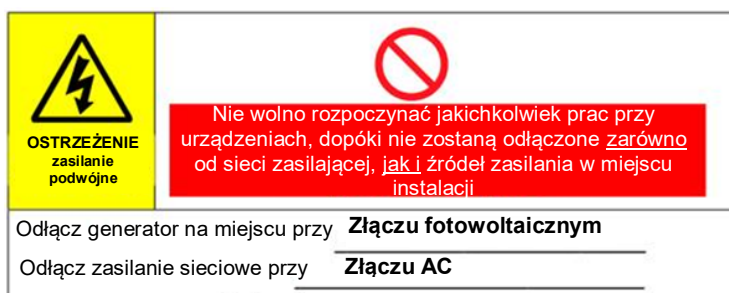 OSTRZEŻENIE
zasilanie
podwójne
Nie wolno rozpoczynać jakichkolwiek prac przy
urządzeniach, dopóki nie zostaną odłączone zarówno
od sieci zasilającej, jak i źródeł zasilania w miejscu
instalacji
Odłącz generator na miejscu przy Złączu fotowoltaicznym
Odłącz zasilanie sieciowe przy Złączu AC